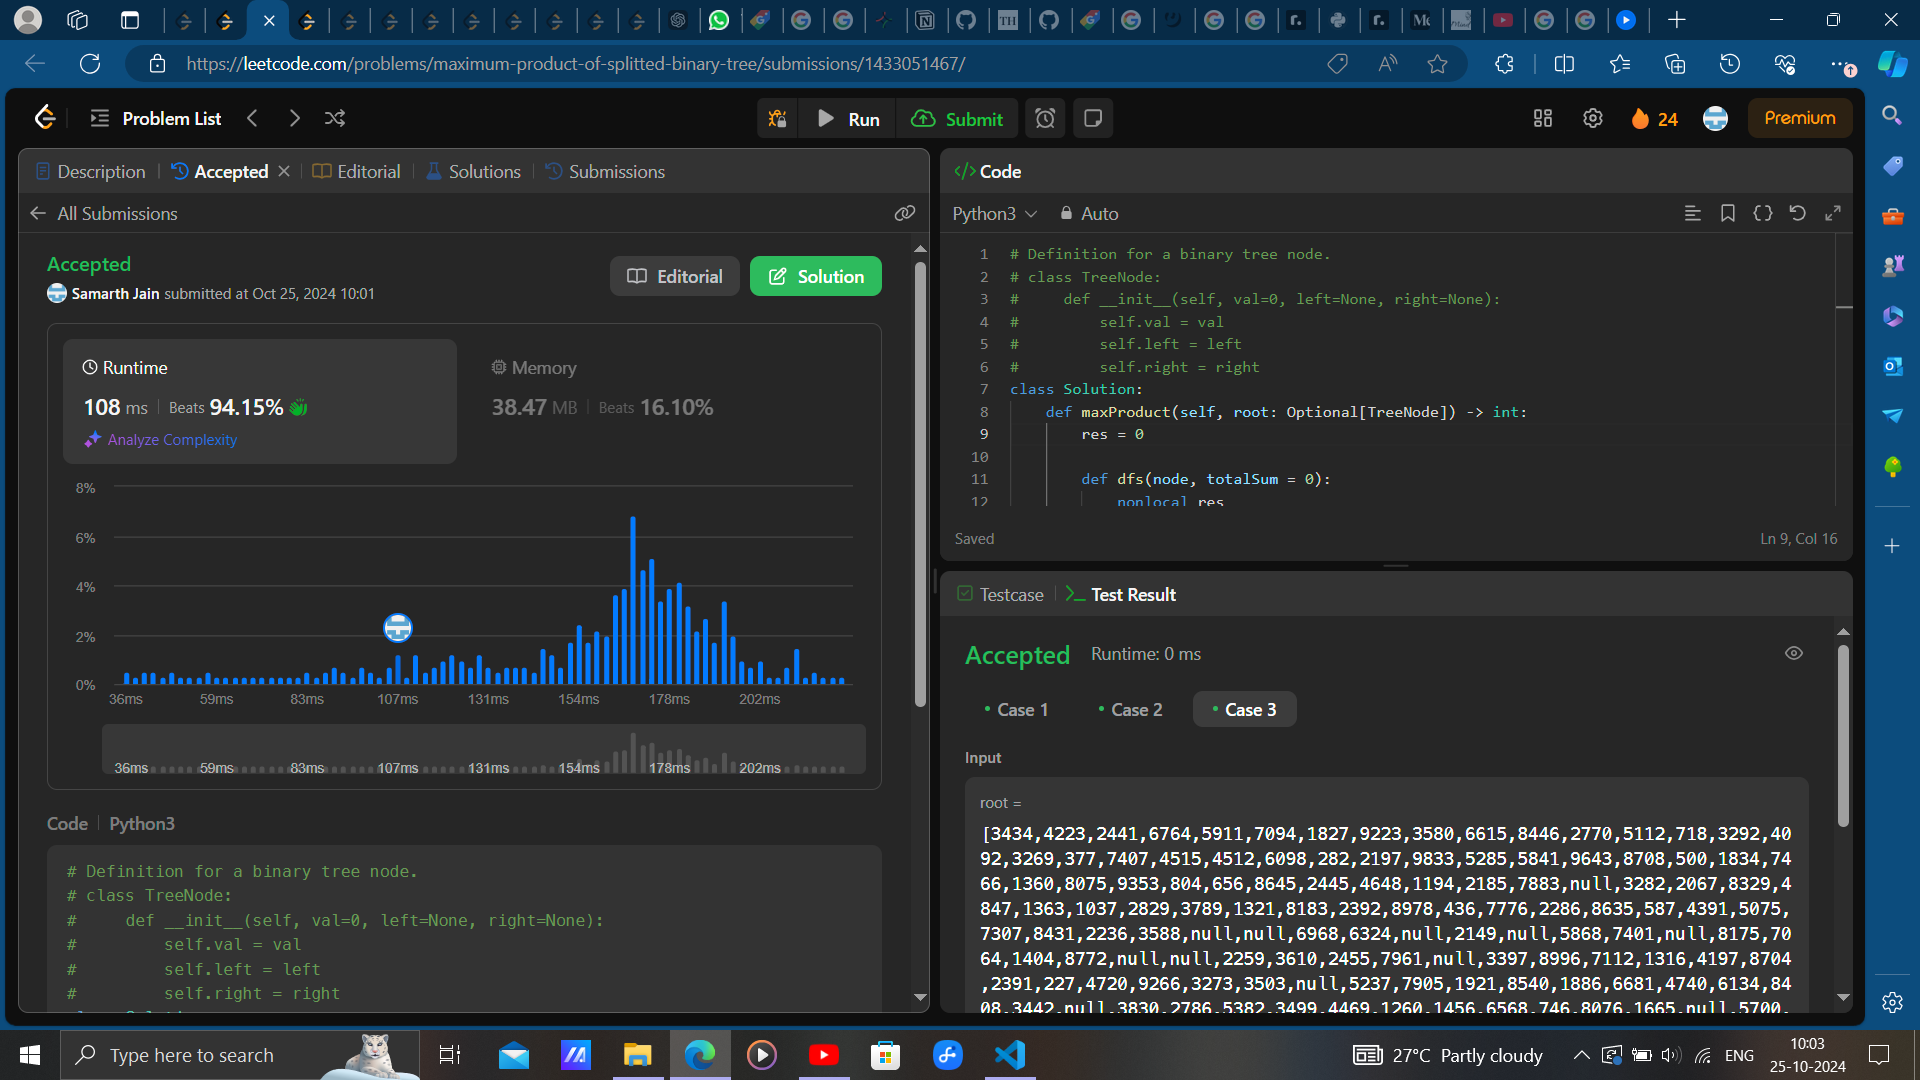 https://leetcode.com/problems/maximum-product-of-splitted-binary-tree/submissions/1433051467/
Problem List
Run
Submit
24
Premium
Description
Accepted
Editorial
Solutions
Submissions
All Submissions
Accepted
Editorial
Solution
Samarth Jain submitted at Oct 25, 2024 10:01
Runtime
108 ms
Beats 94.15%
Analyze Complexity
Memory
38.47 MB
Beats 16.10%
8%
6%
4%
2%
0%
36ms 59ms 83ms 107ms 131ms 154ms 178ms 202ms
36ms 59ms 83ms 107ms 131ms 154ms 178ms 202ms
Code
Python3
# Definition for a binary tree node.
# class TreeNode:
#     def __init__(self, val=0, left=None, right=None):
#         self.val = val
#         self.left = left
#         self.right = right
Code
Python3
Auto
1 # Definition for a binary tree node.
2 # class TreeNode:
3 #     def __init__(self, val=0, left=None, right=None):
4 #         self.val = val
5 #         self.left = left
6 #         self.right = right
7 class Solution:
8     def maxProduct(self, root: Optional[TreeNode]) -> int:
9         res = 0
10
11         def dfs(node, totalSum = 0):
12             nonlocal res
Saved
Ln 9, Col 16
Testcase
Test Result
Accepted
Runtime: 0 ms
Case 1
Case 2
Case 3
Input
root =
[3434,4223,2441,6764,5911,7094,1827,9223,3580,6615,8446,2770,5112,718,3292,40
92,3269,377,7407,4515,4512,6098,282,2197,9833,5285,5841,9643,8708,500,1834,74
66,1360,8075,9353,804,656,8645,2445,4648,1194,2185,7883,null,3282,2067,8329,4
847,1363,1037,2829,3789,1321,8183,2392,8978,436,7776,2286,8635,587,4391,5075,
7307,8431,2236,3588,null,null,6968,6324,null,2149,null,5868,7401,null,8175,70
64,1404,8772,null,null,2259,3610,2455,7961,null,3397,8996,7112,1316,4197,8704
,2391,227,4720,9266,3273,3503,null,5237,7905,1921,8540,1886,6681,4740,6134,84
08,3442,null,3830,2786,5382,3499,4469,1260,1456,6568,746,8076,1665,null,5700,
Type here to search
27°C Partly cloudy
ENG
10:03
25-10-2024